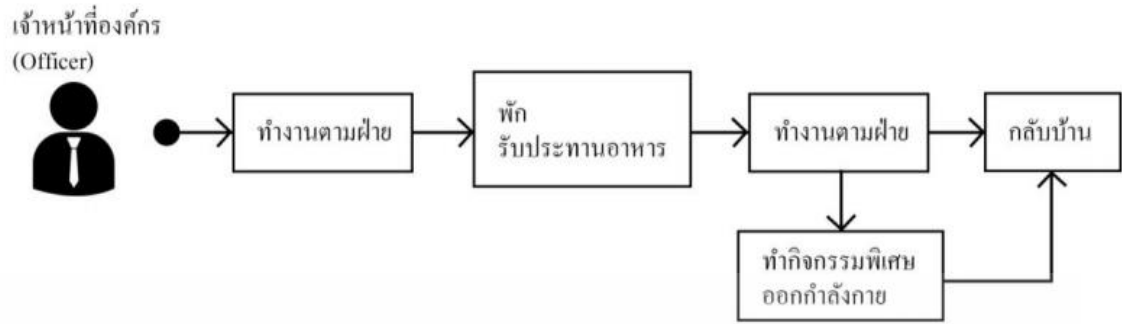 เจ้าหน้าที่องค์กร
(Officer)
ทำงานตามฝ่าย
พัก
รับประทานอาหาร
ทำงานตามฝ่าย
กลับบ้าน
ทำกิจกรรมพิเศษ
ออกกำลังกาย